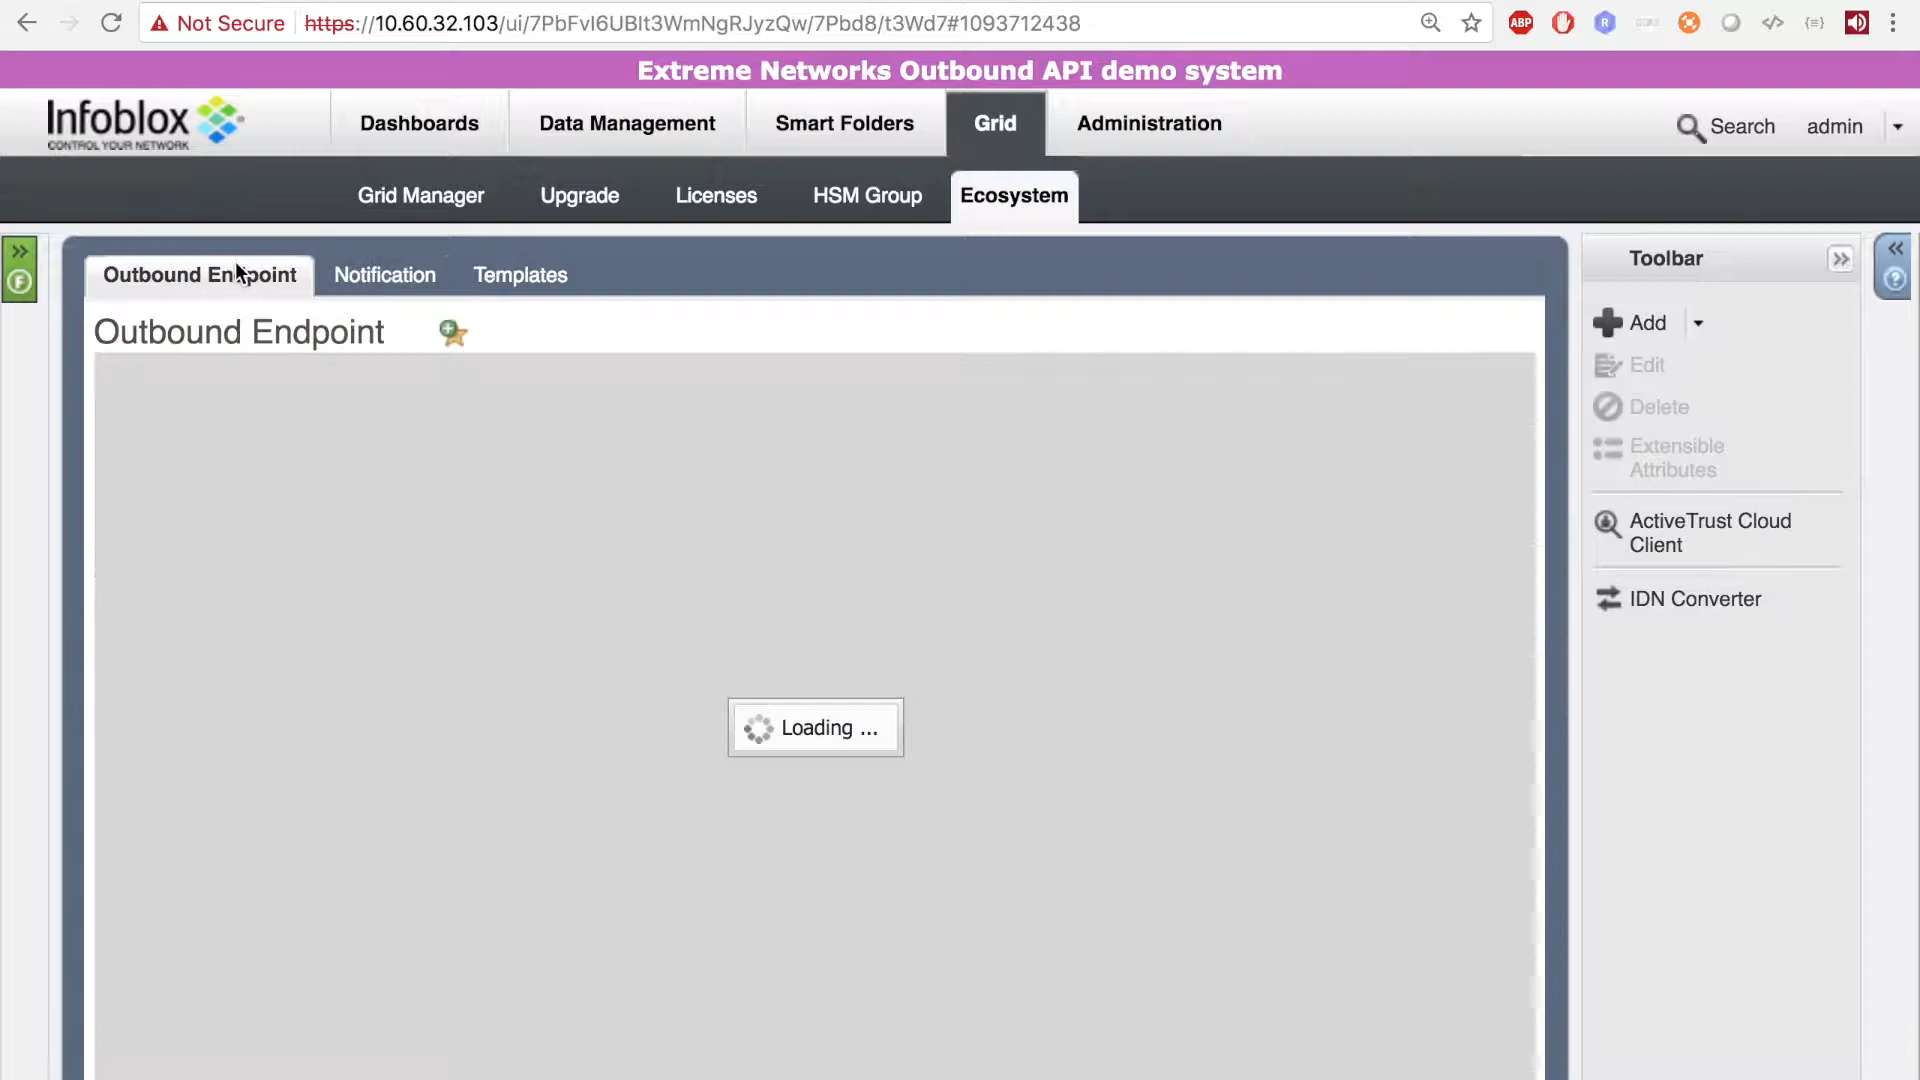 Not Secure https://10.60.32.103/ui/7PbFvI6UBIt3WmNgRJyzQw/7Pbd8/t3Wd7#1093712438
ABP
R
Extreme Networks Outbound API demo system
Infoblox
CONTROL YOUR NETWORK
Dashboards Data Management Smart Folders Grid Administration Search admin
Grid Manager Upgrade Licenses HSM Group Ecosystem
F
Outbound Endpoint Notification Templates
Outbound Endpoint
Loading ...
Toolbar
Add
Edit
Delete
Extensible
Attributes
ActiveTrust Cloud
Client
IDN Converter